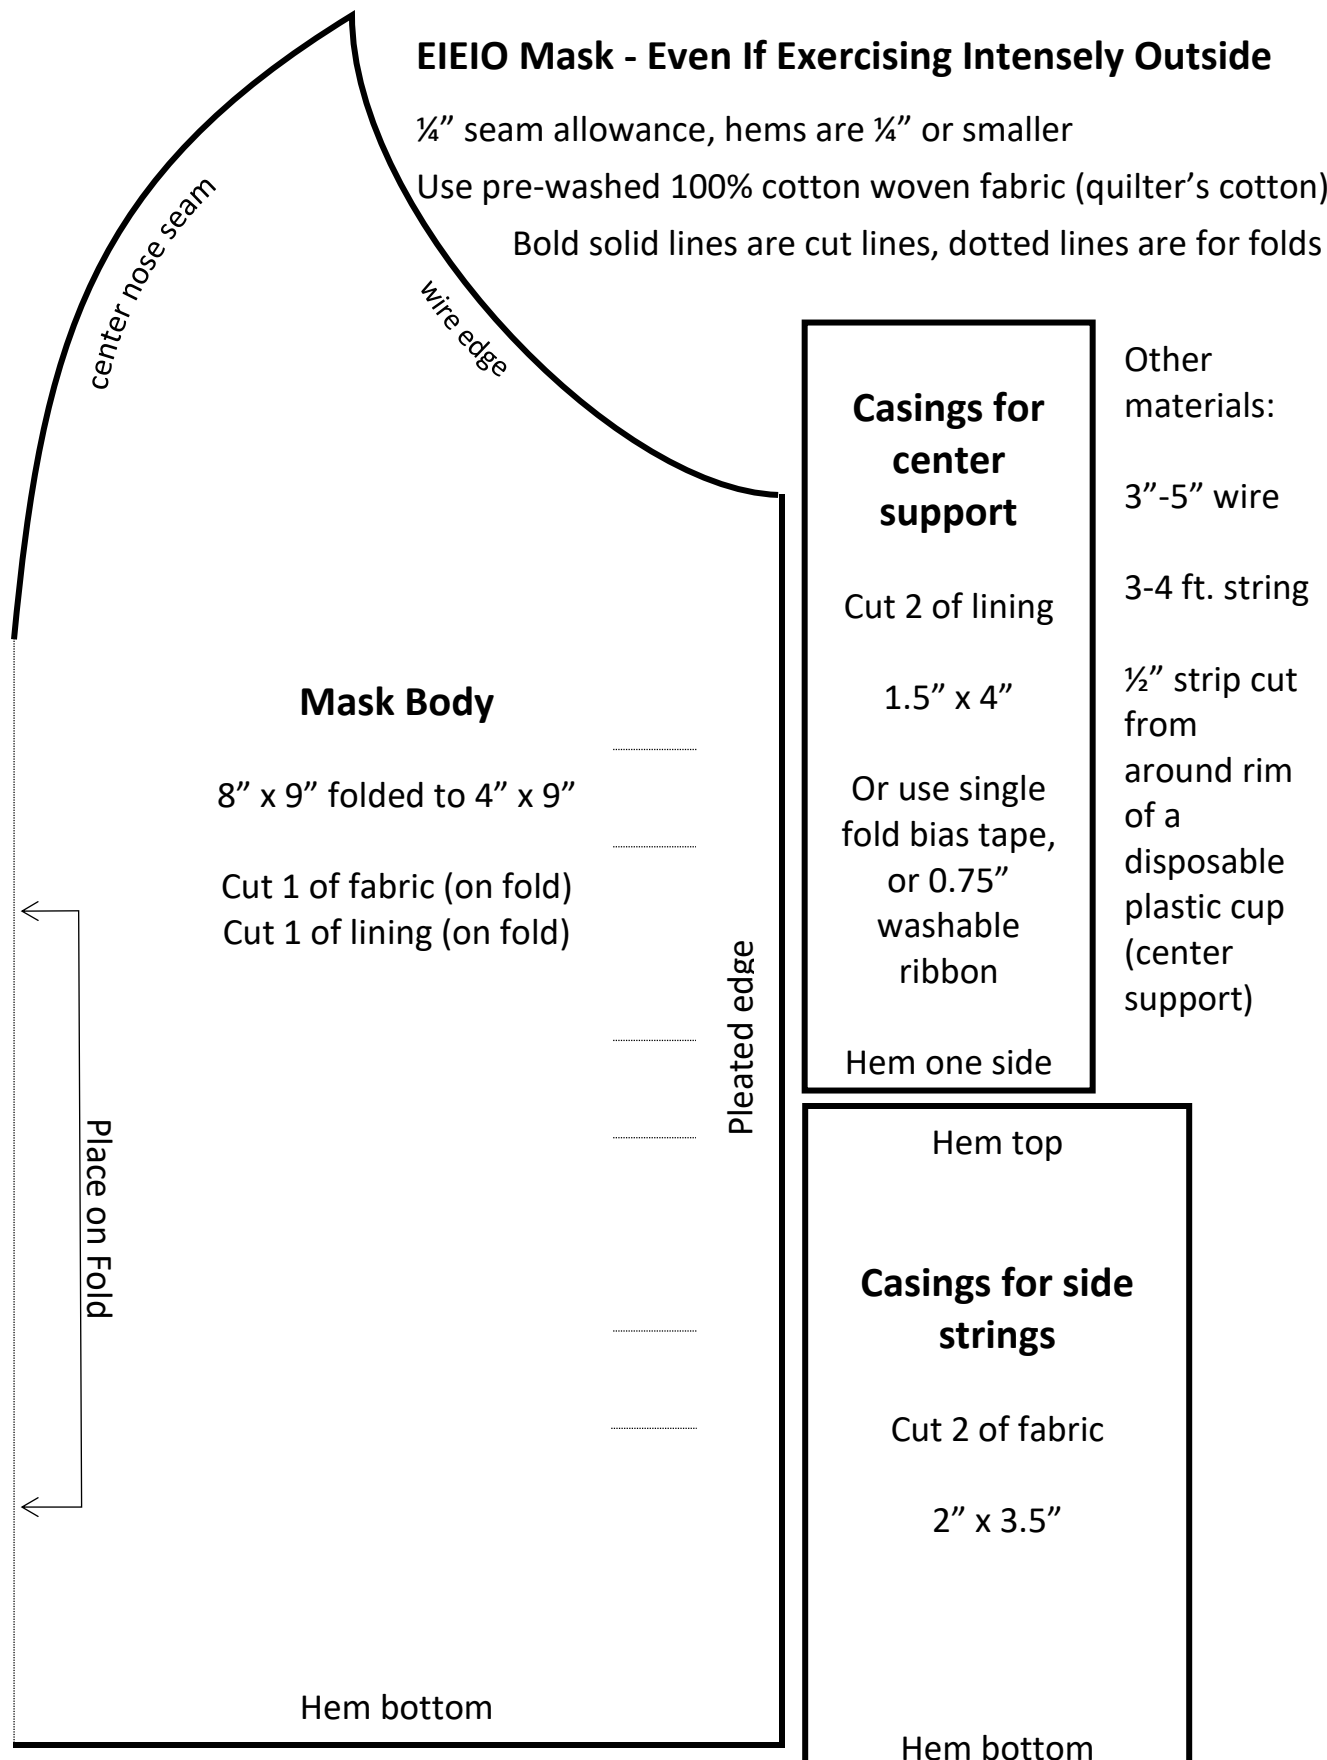 EIEIO Mask - Even If Exercising Intensely Outside
¼” seam allowance, hems are ¼” or smaller
Use pre-washed 100% cotton woven fabric (quilter’s cotton)
Bold solid lines are cut lines, dotted lines are for folds
center nose seam
wire edge
Mask Body
8” x 9” folded to 4” x 9”
Cut 1 of fabric (on fold)
Cut 1 of lining (on fold)
Place on Fold
Pleated edge
Hem bottom
Casings for
center
support
Cut 2 of lining
1.5” x 4”
Or use single
fold bias tape,
or 0.75”
washable
ribbon
Hem one side
Other
materials:
3”-5” wire
3-4 ft. string
½” strip cut
from
around rim
of a
disposable
plastic cup
(center
support)
Hem top
Casings for side
strings
Cut 2 of fabric
2” x 3.5”
Hem bottom